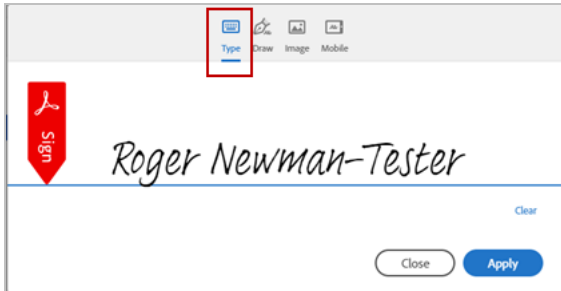 Type Draw Image Mobile
Sign
Roger Newman-Tester
Clear
Close Apply